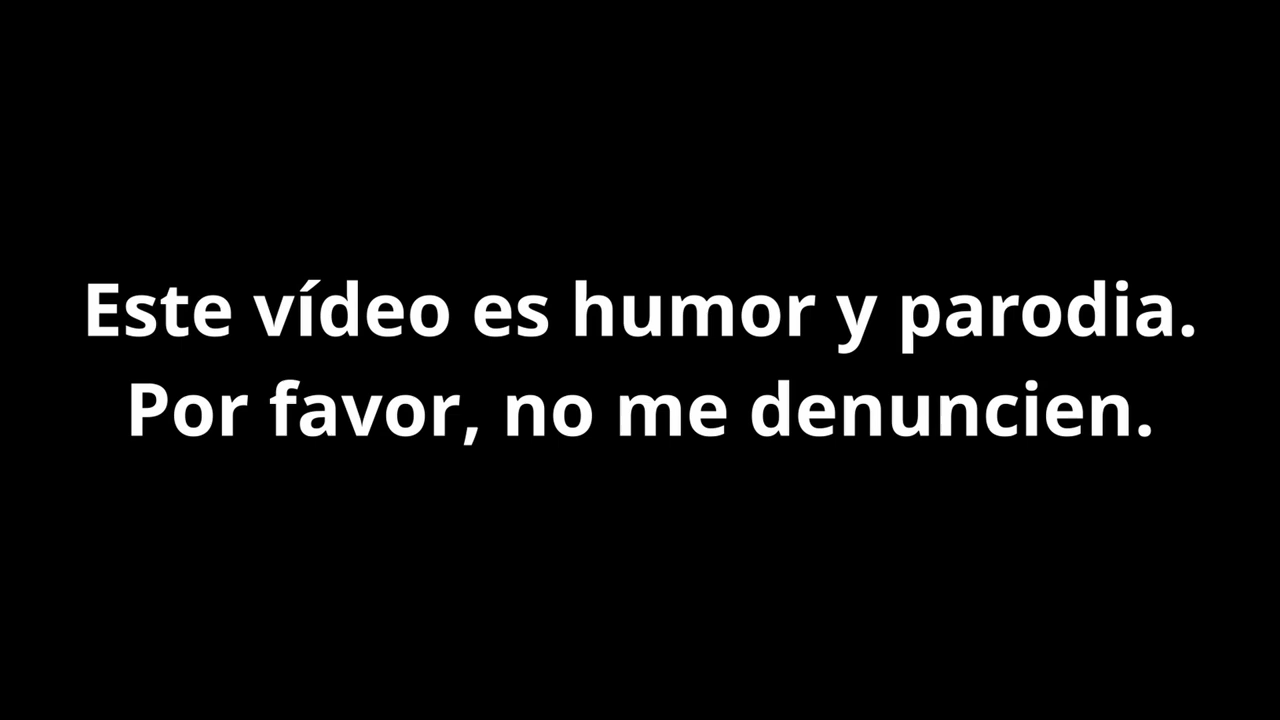 Este vídeo es humor y parodia.
Por favor, no me denuncien.